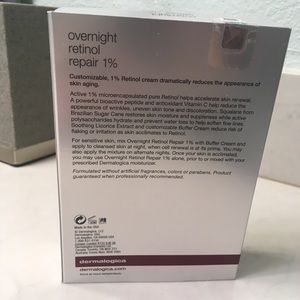 overnight
retinol
repair 1%
Customizable, 1% Retinol cream dramatically reduces the appearance of
skin aging.
Active 1% microencapsulated pure Retinol helps accelerate skin renewal.
A powerful bioactive peptide and antioxidant Vitamin C help reduce the
appearance of wrinkles, uneven skin tone and discoloration. Squalane from
Brazilian Sugar Cane restores moisture and suppleness while active
polysaccharides hydrate and prevent water loss to help soften fine lines.
Soothing Licorice Extract and customizable Buffer Cream reduce risk of
flaking or irritation as skin acclimates to Retinol.
For sensitive skin, mix Overnight Retinol Repair 1% with Buffer Cream and
apply to cleansed skin at night, when cell renewal is at its prime. You may
also apply the mixture on alternate nights. Once your skin is acclimated,
you may use Overnight Retinol Repair 1% alone, prior to or mixed with your
prescribed Dermalogica moisturizer.
Formulated without artificial fragrances, colors or parabens. Product
guaranteed when professionally recommended.
Made in the USA
dermalogica
dermalogica.com